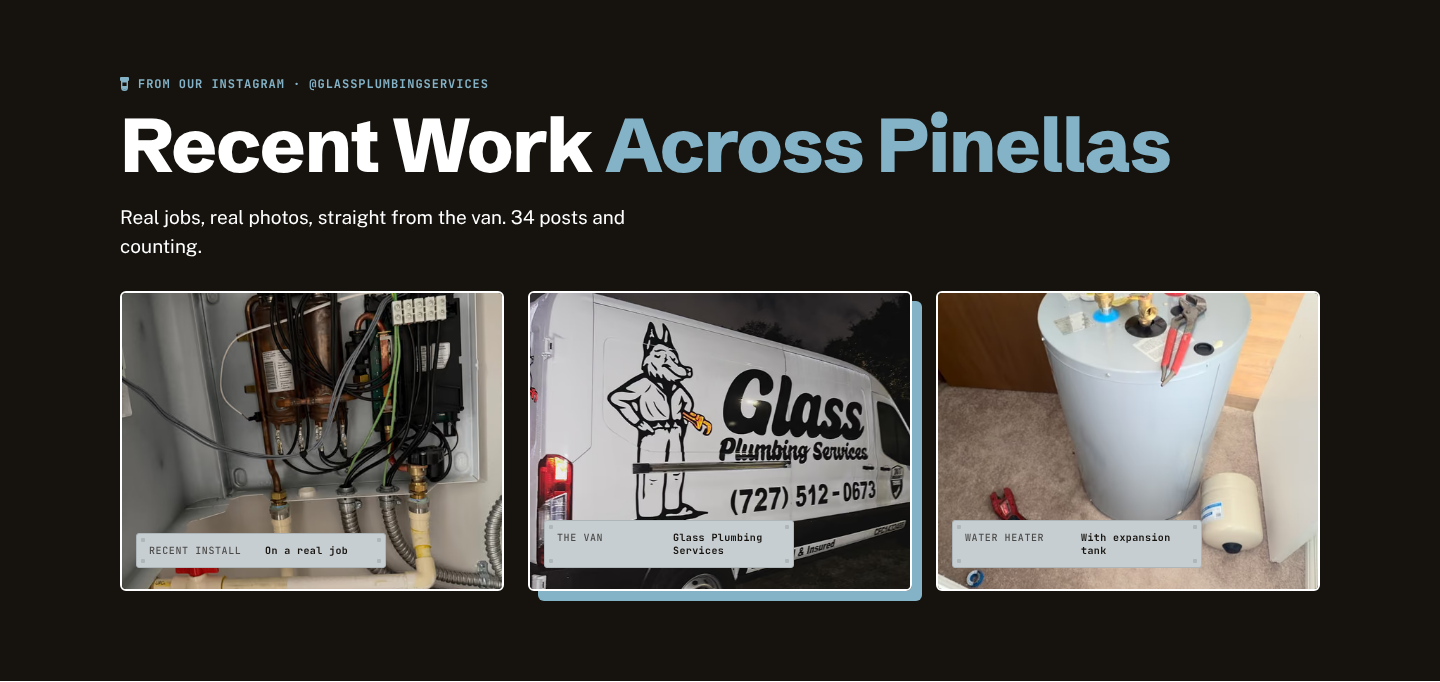 FROM OUR INSTAGRAM · @GLASSPLUMBINGSERVICES
Recent Work Across Pinellas
Real jobs, real photos, straight from the van. 34 posts and
counting.
RECENT INSTALL On a real job
Glass
Plumbing Services
(727) 512-0673
& Insured
THE VAN Glass Plumbing
Services
WATER HEATER With expansion
tank